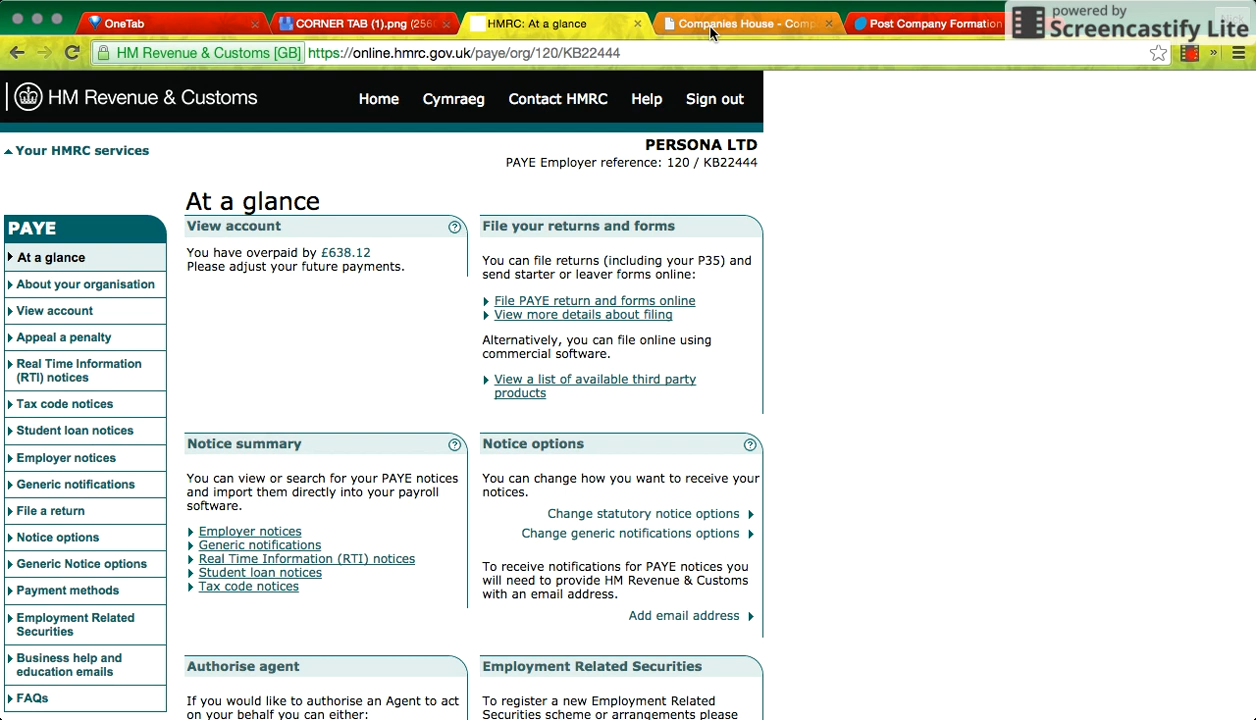 OneTab
CORNER TAB (1).png (256
HMRC: At a glance
Companies House - Comp
Post Company Formation
powered by
Screencastify Lite
HM Revenue & Customs [GB]
https://online.hmrc.gov.uk/paye/org/120/KB22444
HM Revenue & Customs
Home
Cymraeg
Contact HMRC
Help
Sign out
Your HMRC services
PERSONA LTD
PAYE Employer reference: 120 / KB22444
At a glance
PAYE
At a glance
About your organisation
View account
Appeal a penalty
Real Time Information
(RTI) notices
Tax code notices
Student loan notices
Employer notices
Generic notifications
File a return
Notice options
Generic Notice options
Payment methods
Employment Related
Securities
Business help and
education emails
FAQs
View account
You have overpaid by £638.12
Please adjust your future payments.
File your returns and forms
You can file returns (including your P35) and
send starter or leaver forms online:
File PAYE return and forms online
View more details about filing
Alternatively, you can file online using
commercial software.
View a list of available third party
products
Notice summary
You can view or search for your PAYE notices
and import them directly into your payroll
software.
Employer notices
Generic notifications
Real Time Information (RTI) notices
Student loan notices
Tax code notices
Notice options
You can change how you want to receive your
notices.
Change statutory notice options
Change generic notifications options
To receive notifications for PAYE notices you
will need to provide HM Revenue & Customs
with an email address.
Add email address
Authorise agent
If you would like to authorise an Agent to act
on your behalf you can either:
Employment Related Securities
To register a new Employment Related
Securities scheme or arrangements please